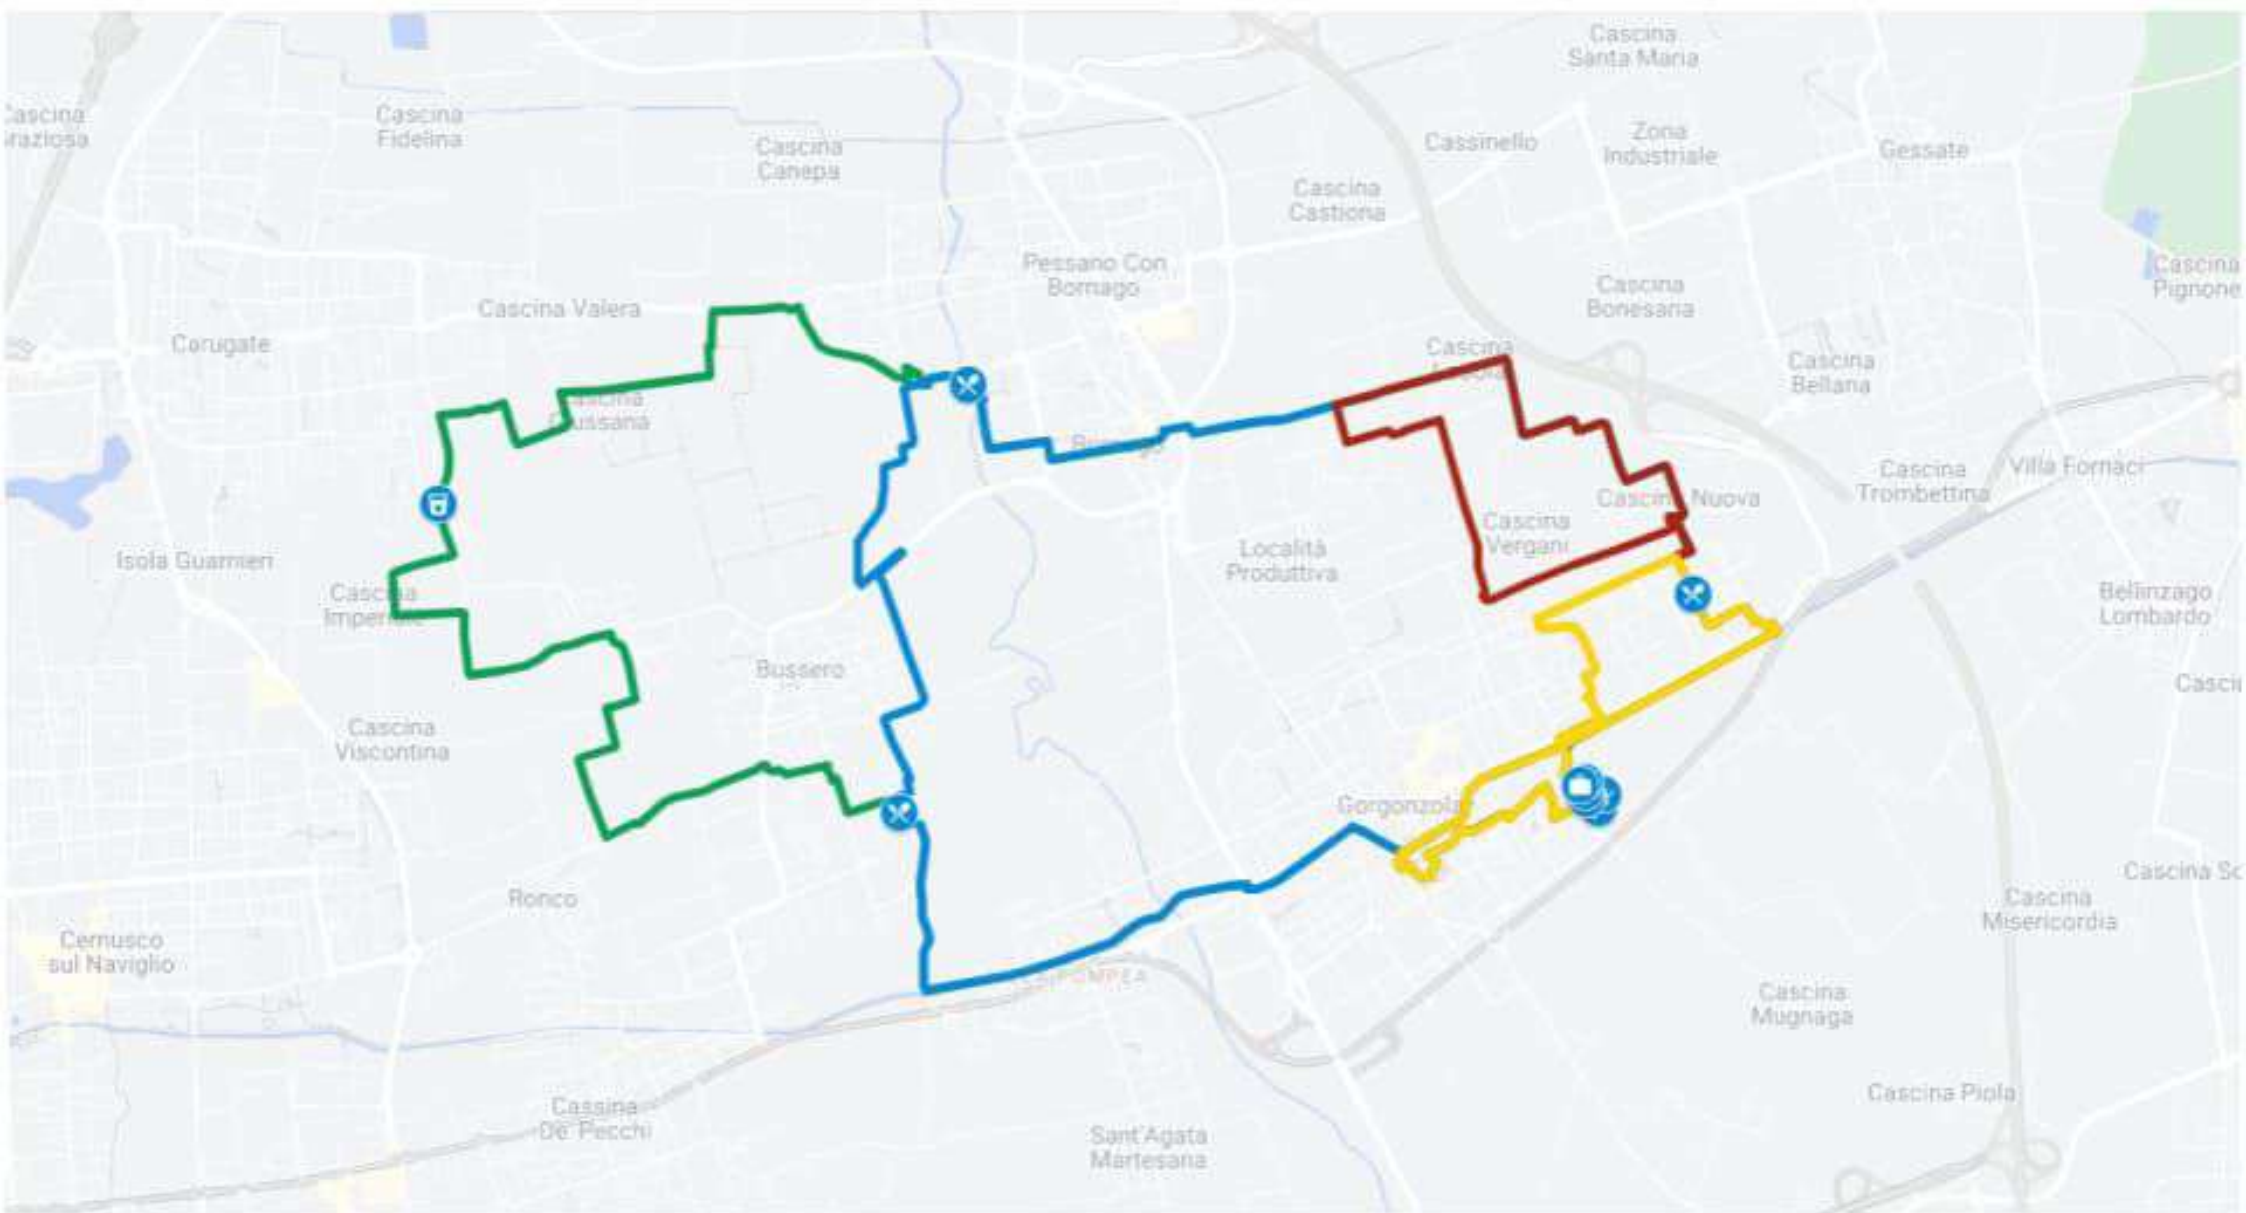 Cascina
Santa Maria
Cascina
Fidelina
Cascina
Canepa
Cassinello
Zona
Industriale
Gessate
Cascina
Castiona
Pessano Con
Bornago
Cascina
Bonesana
Cascina
Pignone
Cascina Valera
Carugate
Cascina
Cascina
Bellana
Cascina
Trombettina
Villa Fornaci
Cascina Nuova
Cascina
Vergani
Località
Produttiva
Isola Guarnieri
Bellinzago
Lombardo
Bussero
Cascina
Viscontina
Gorgonzola
Ronco
Cernusco
sul Naviglio
Cascina
Misericordia
Cascina Sc
Cascina
Mugnaga
Cascina Piola
Cassina
De' Pecchi
Sant'Agata
Martesana